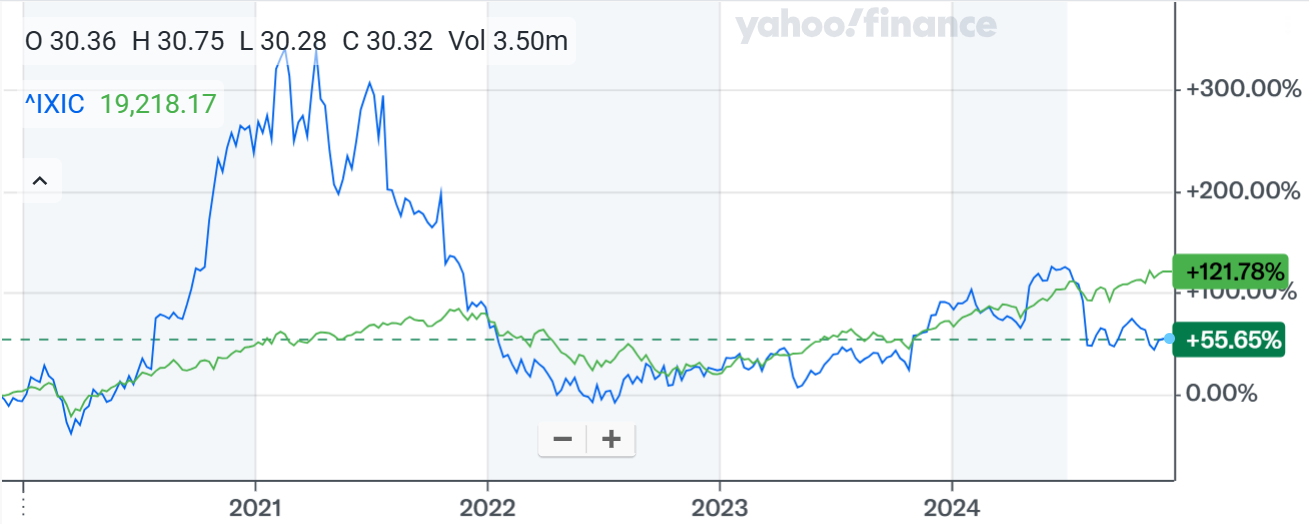 yahoo!finance
O 30.36 H 30.75 L 30.28 C 30.32 Vol 3.50m
+300.00%
^IXIC 19,218.17
+200.00%
+121.78%
+100.00%
+55.65%
0.00%
− +
2021 2022 2023 2024